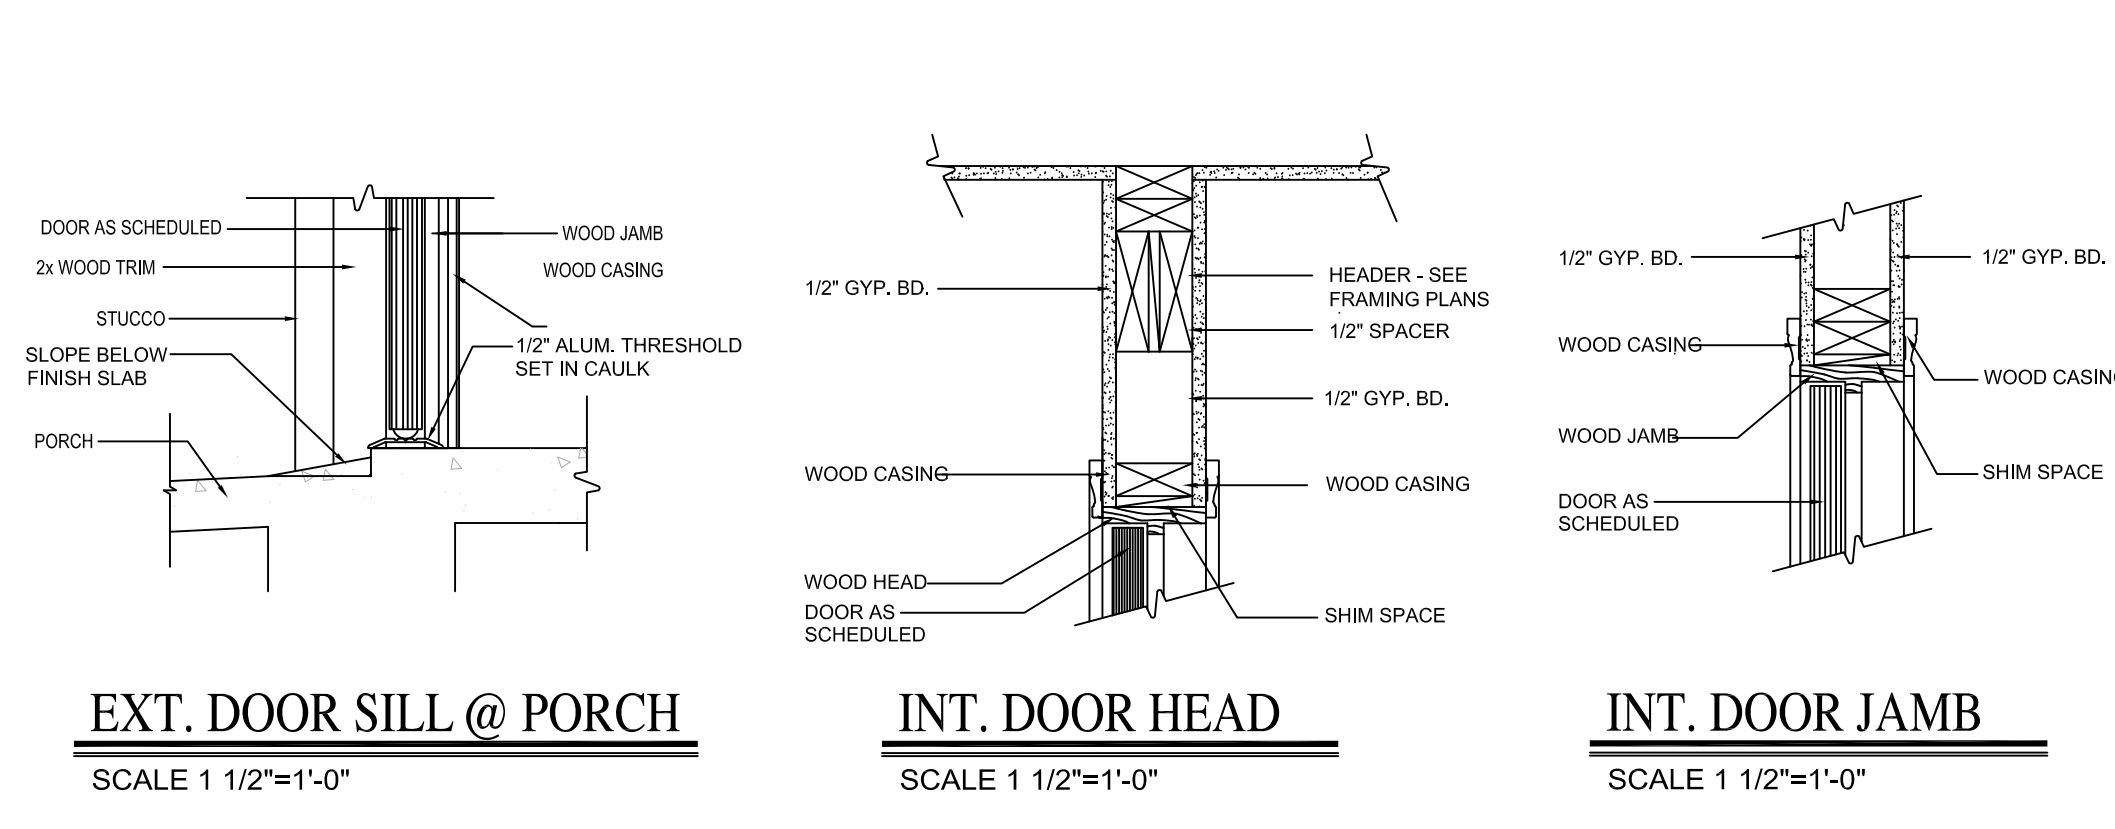 DOOR AS SCHEDULED
2x WOOD TRIM
STUCCO
SLOPE BELOW
FINISH SLAB
PORCH
WOOD JAMB
WOOD CASING
1/2" ALUM. THRESHOLD
SET IN CAULK
EXT. DOOR SILL @ PORCH
SCALE 1 1/2"=1'-0"
1/2" GYP. BD.
WOOD CASING
WOOD HEAD
DOOR AS
SCHEDULED
HEADER - SEE
FRAMING PLANS
1/2" SPACER
1/2" GYP. BD.
WOOD CASING
SHIM SPACE
INT. DOOR HEAD
SCALE 1 1/2"=1'-0"
1/2" GYP. BD.
WOOD CASING
WOOD JAMB
DOOR AS
SCHEDULED
1/2" GYP. BD.
WOOD CASIN
SHIM SPACE
INT. DOOR JAMB
SCALE 1 1/2"=1'-0"